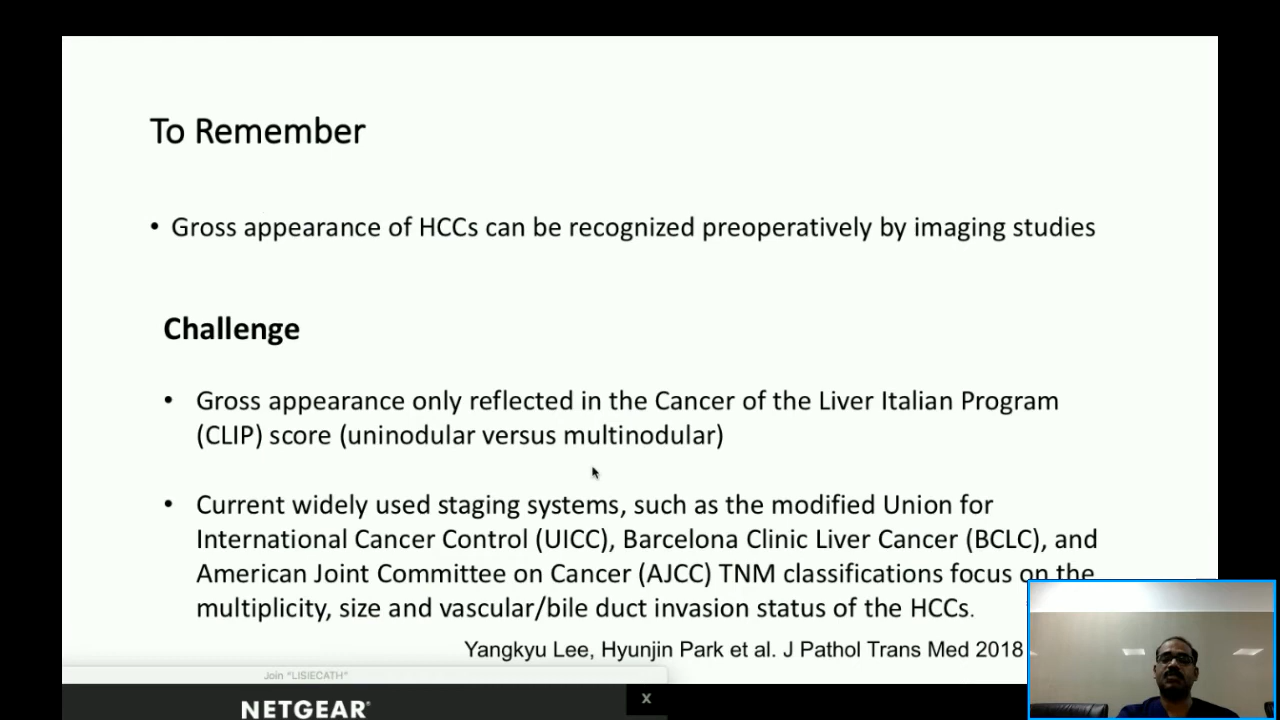 To Remember
• Gross appearance of HCCs can be recognized preoperatively by imaging studies
Challenge
• Gross appearance only reflected in the Cancer of the Liver Italian Program
(CLIP) score (uninodular versus multinodular)
• Current widely used staging systems, such as the modified Union for
International Cancer Control (UICC), Barcelona Clinic Liver Cancer (BCLC), and
American Joint Committee on Cancer (AJCC) TNM classifications focus on the
multiplicity, size and vascular/bile duct invasion status of the HCCs.
Yangkyu Lee, Hyunjin Park et al. J Pathol Trans Med 2018
Join "LISIECATH"
X
NETGEAR